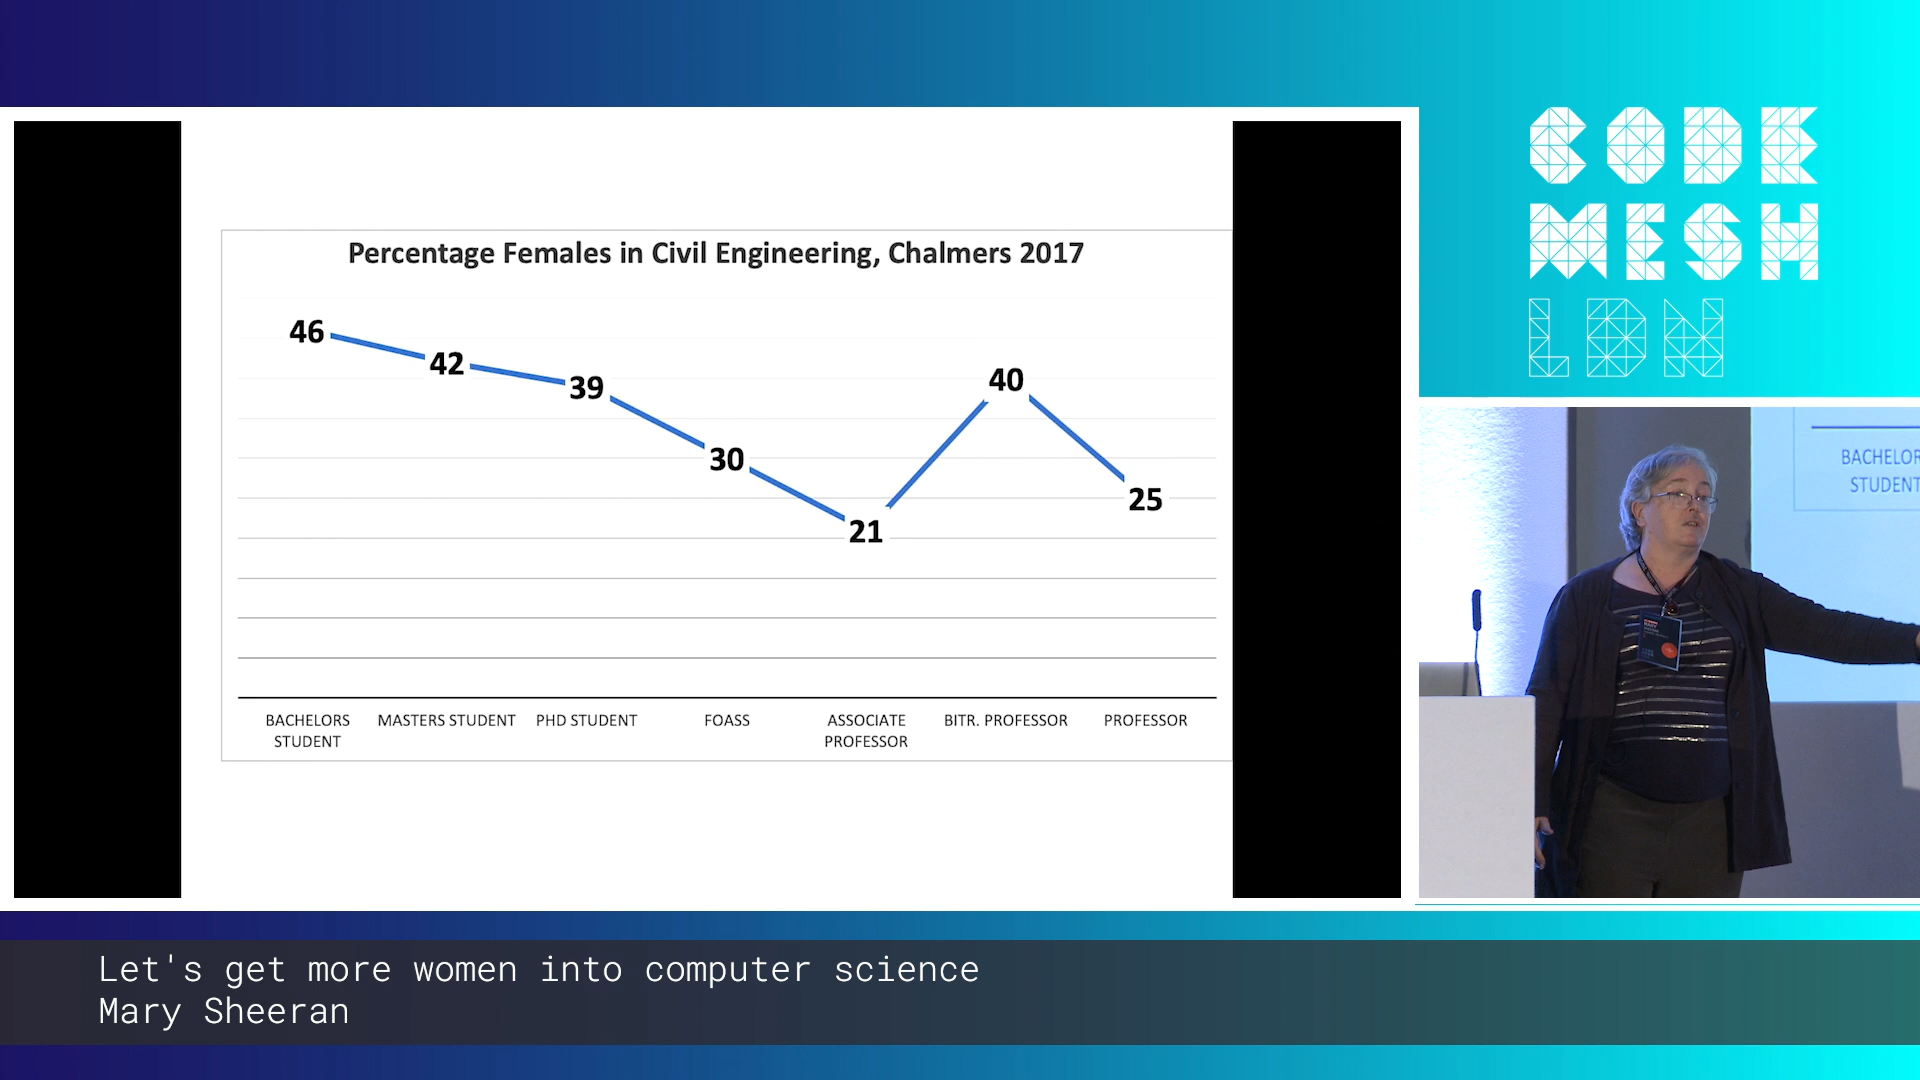 CODE
MESH
LDN
Percentage Females in Civil Engineering, Chalmers 2017
46
42
39
30
21
40
25
BACHELORS STUDENT
MASTERS STUDENT
PHD STUDENT
FOASS
ASSOCIATE PROFESSOR
BITR. PROFESSOR
PROFESSOR
BACHELOR
STUDENT
Let's get more women into computer science
Mary Sheeran